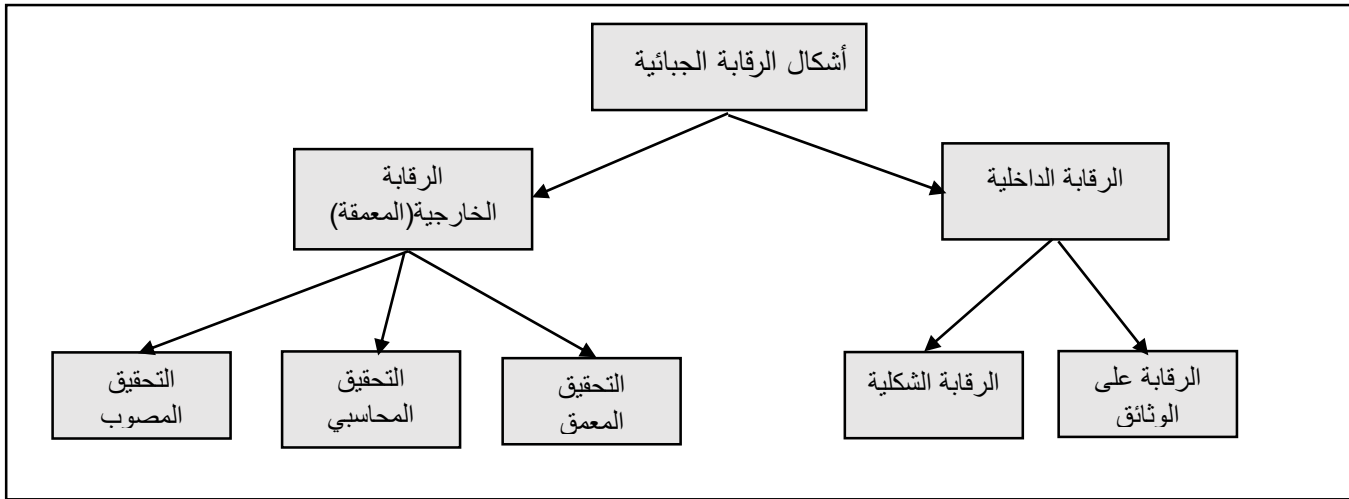 أشكال الرقابة الجبائية
الرقابة الداخلية
الرقابة
الخارجية(المعمقة)
الرقابة على
الوثائق
الرقابة الشكلية
التحقيق
المعمق
التحقيق
المحاسبي
التحقيق
المصوب